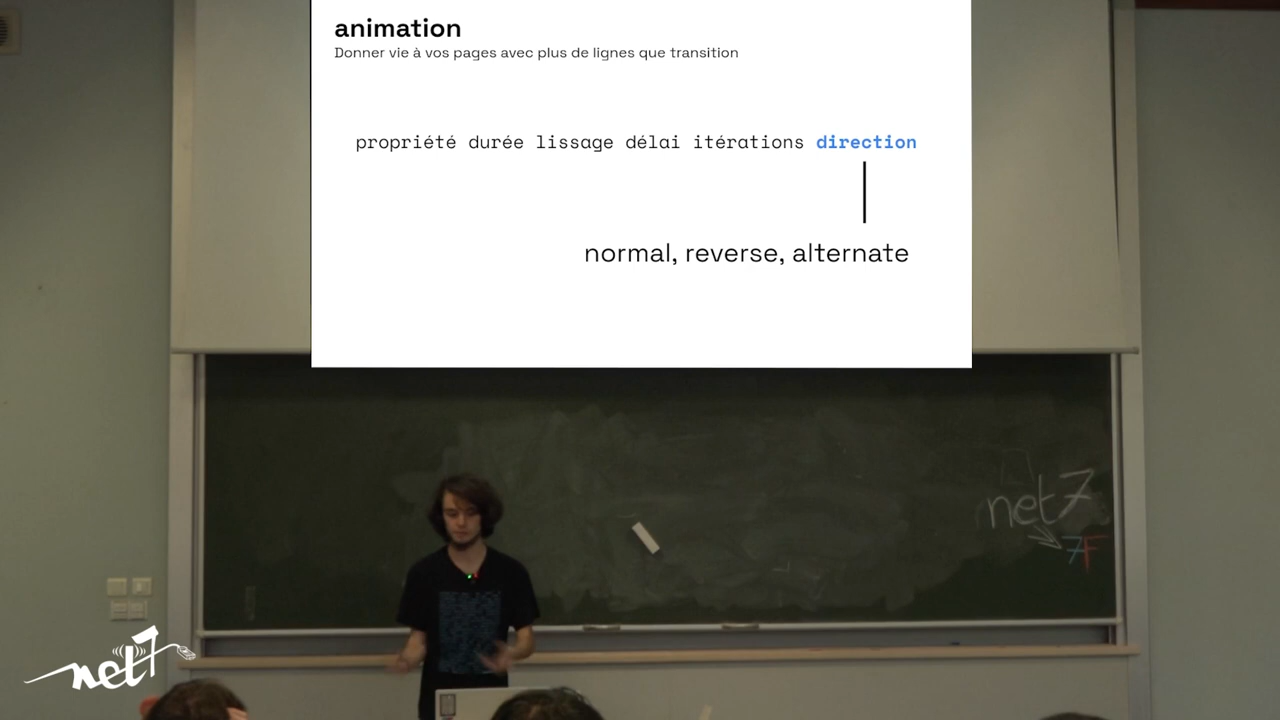 animation
Donner vie à vos pages avec plus de lignes que transition
propriété durée lissage délai itérations direction
normal, reverse, alternate
net7
7F
net7